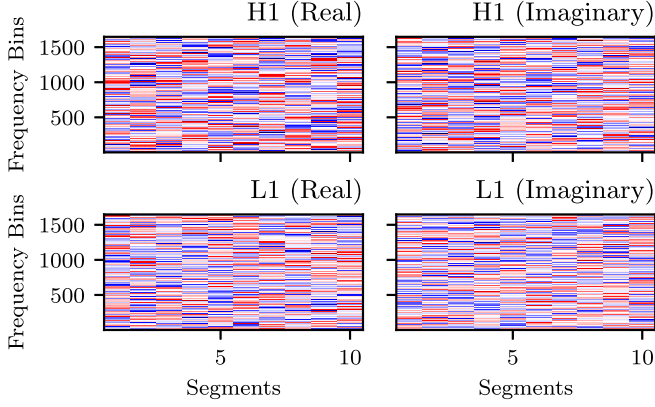 H1 (Real)
H1 (Imaginary)
Frequency Bins
1500
1000
500
L1 (Real)
L1 (Imaginary)
Frequency Bins
1500
1000
500
5
10
5
10
Segments
Segments